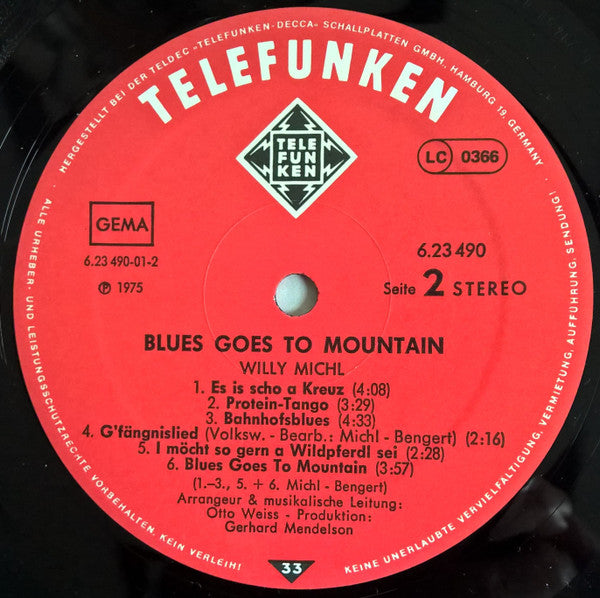 HERGESTELLT BEI DER TELDEC »TELEFUNKEN-DECCA« SCHALLPLATTEN GMBH., HAMBURG 19, GERMANY
TELEFUNKEN
TELE
FUN
KEN
LC 0366
GEMA
6.23 490-01-2
℗ 1975
6.23 490
Seite 2 STEREO
BLUES GOES TO MOUNTAIN
WILLY MICHL
1. Es is scho a Kreuz (4:08)
2. Protein-Tango (3:29)
3. Bahnhofsblues (4:33)
4. G'fängnislied (Volksw. - Bearb.: Michl - Bengert) (2:16)
5. I möcht so gern a Wildpferdl sei (2:28)
6. Blues Goes To Mountain (3:57)
(1.–3., 5. + 6. Michl - Bengert)
Arrangeur & musikalische Leitung:
Otto Weiss - Produktion:
Gerhard Mendelson
33
ALLE URHEBER- UND LEISTUNGSSCHUTZRECHTE VORBEHALTEN. KEIN VERLEIH!
KEINE UNERLAUBTE VERVIELFÄLTIGUNG, VERMIETUNG, AUFFÜHRUNG, SENDUNG!